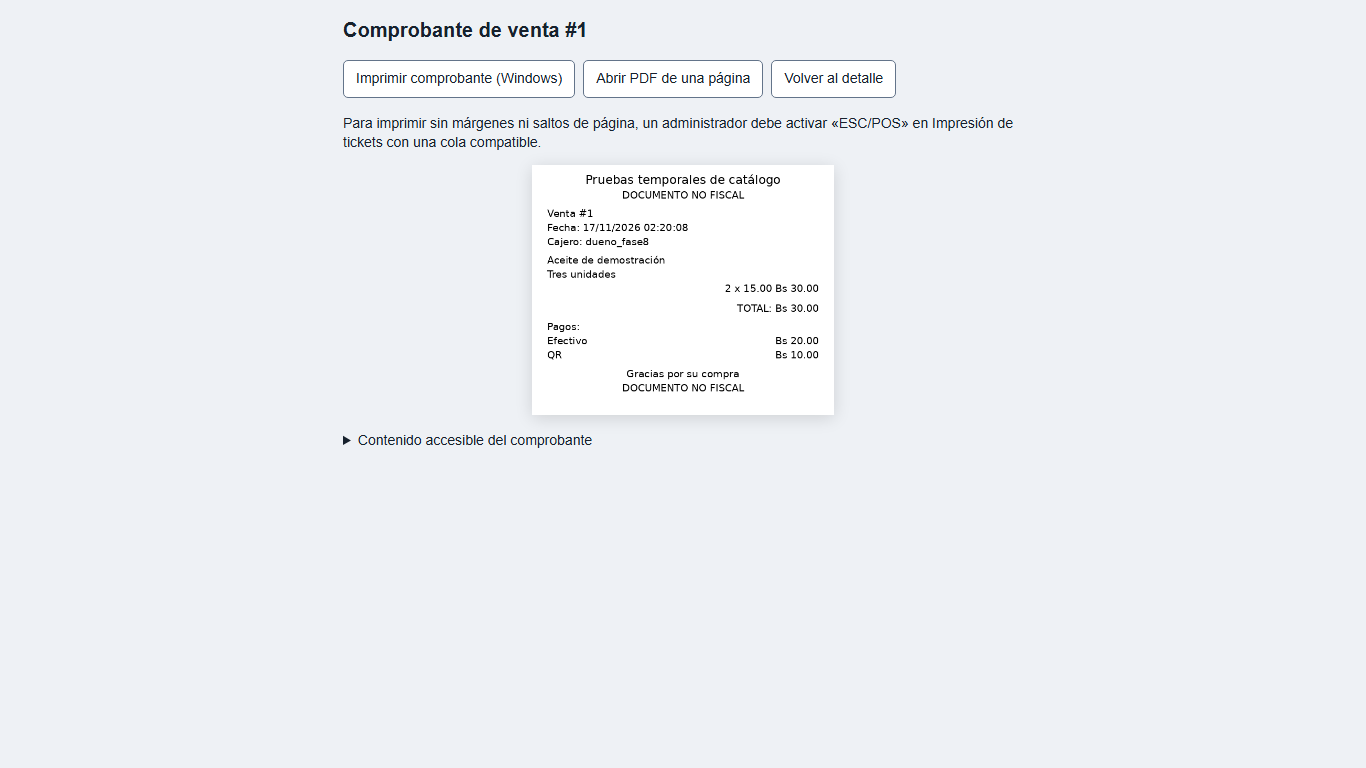 Comprobante de venta #1
Imprimir comprobante (Windows) Abrir PDF de una página Volver al detalle
Para imprimir sin márgenes ni saltos de página, un administrador debe activar «ESC/POS» en Impresión de
tickets con una cola compatible.
Pruebas temporales de catálogo
DOCUMENTO NO FISCAL
Venta #1
Fecha: 17/11/2026 02:20:08
Cajero: dueno_fase8
Aceite de demostración
Tres unidades
2 x 15.00 Bs 30.00
TOTAL: Bs 30.00
Pagos:
Efectivo Bs 20.00
QR Bs 10.00
Gracias por su compra
DOCUMENTO NO FISCAL
Contenido accesible del comprobante